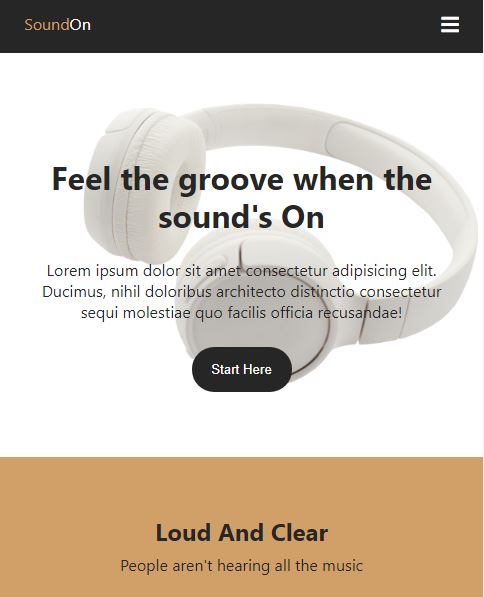 SoundOn
Feel the groove when the
sound's On
Lorem ipsum dolor sit amet consectetur adipisicing elit.
Ducimus, nihil doloribus architecto distinctio consectetur
sequi molestiae quo facilis officia recusandae!
Start Here
Loud And Clear
People aren't hearing all the music